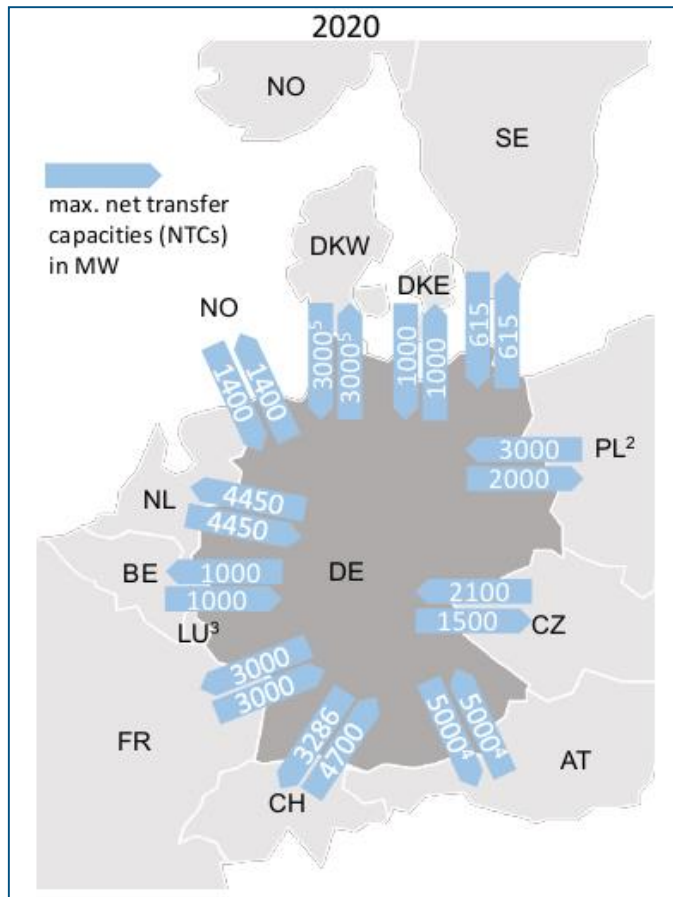 2020
NO
SE
max. net transfer
capacities (NTCs)
in MW
DKW
DKE
NO
3000⁵
3000⁵
1000
1000
615
615
1400
1400
3000
PL²
2000
NL
4450
4450
BE
1000
DE
1000
2100
1500
CZ
LU³
3000
3000
FR
3286
4700
5000⁴
5000⁴
AT
CH